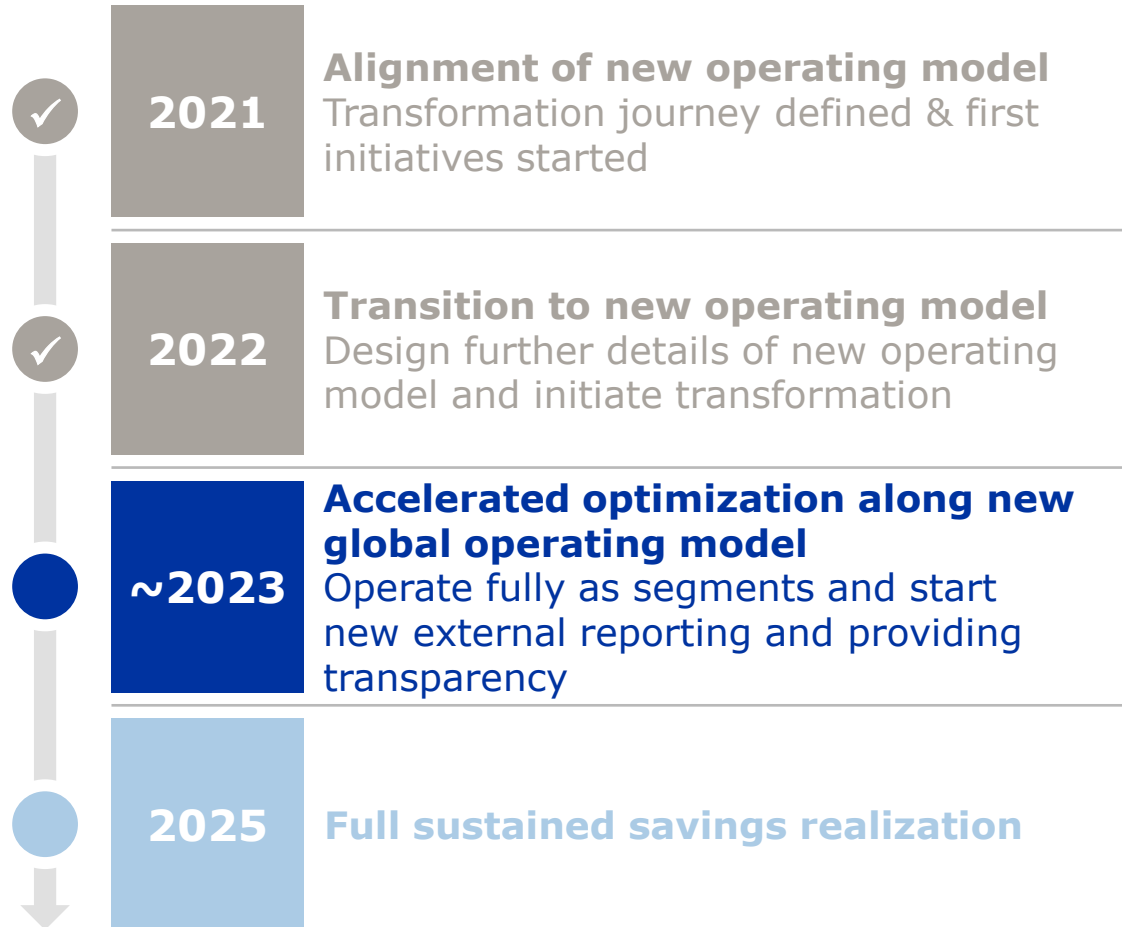 2021
Alignment of new operating model
Transformation journey defined & first
initiatives started
2022
Transition to new operating model
Design further details of new operating
model and initiate transformation
~2023
Accelerated optimization along new
global operating model
Operate fully as segments and start
new external reporting and providing
transparency
2025
Full sustained savings realization